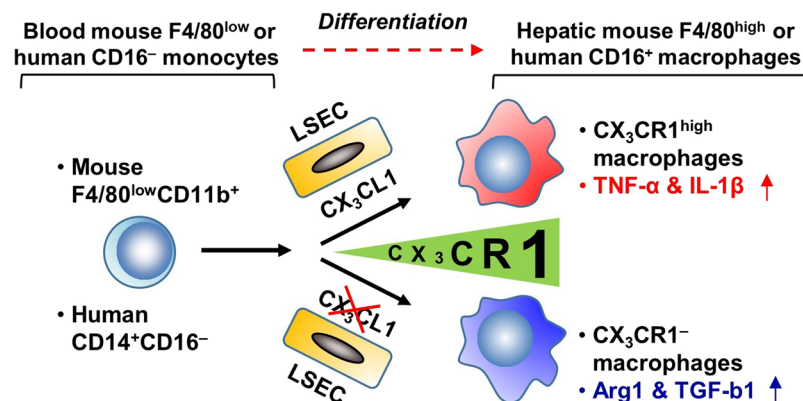 Blood mouse F4/80ˡᵒʷ or
human CD16⁻ monocytes
Differentiation
Hepatic mouse F4/80ʰⁱᵍʰ or
human CD16⁺ macrophages
• Mouse
F4/80ˡᵒʷCD11b⁺
• Human
CD14⁺CD16⁻
LSEC
CX₃CL1
CX₃CR1
CX₃CL1
LSEC
• CX₃CR1ʰⁱᵍʰ
macrophages
• TNF-α & IL-1β
• CX₃CR1⁻
macrophages
• Arg1 & TGF-b1